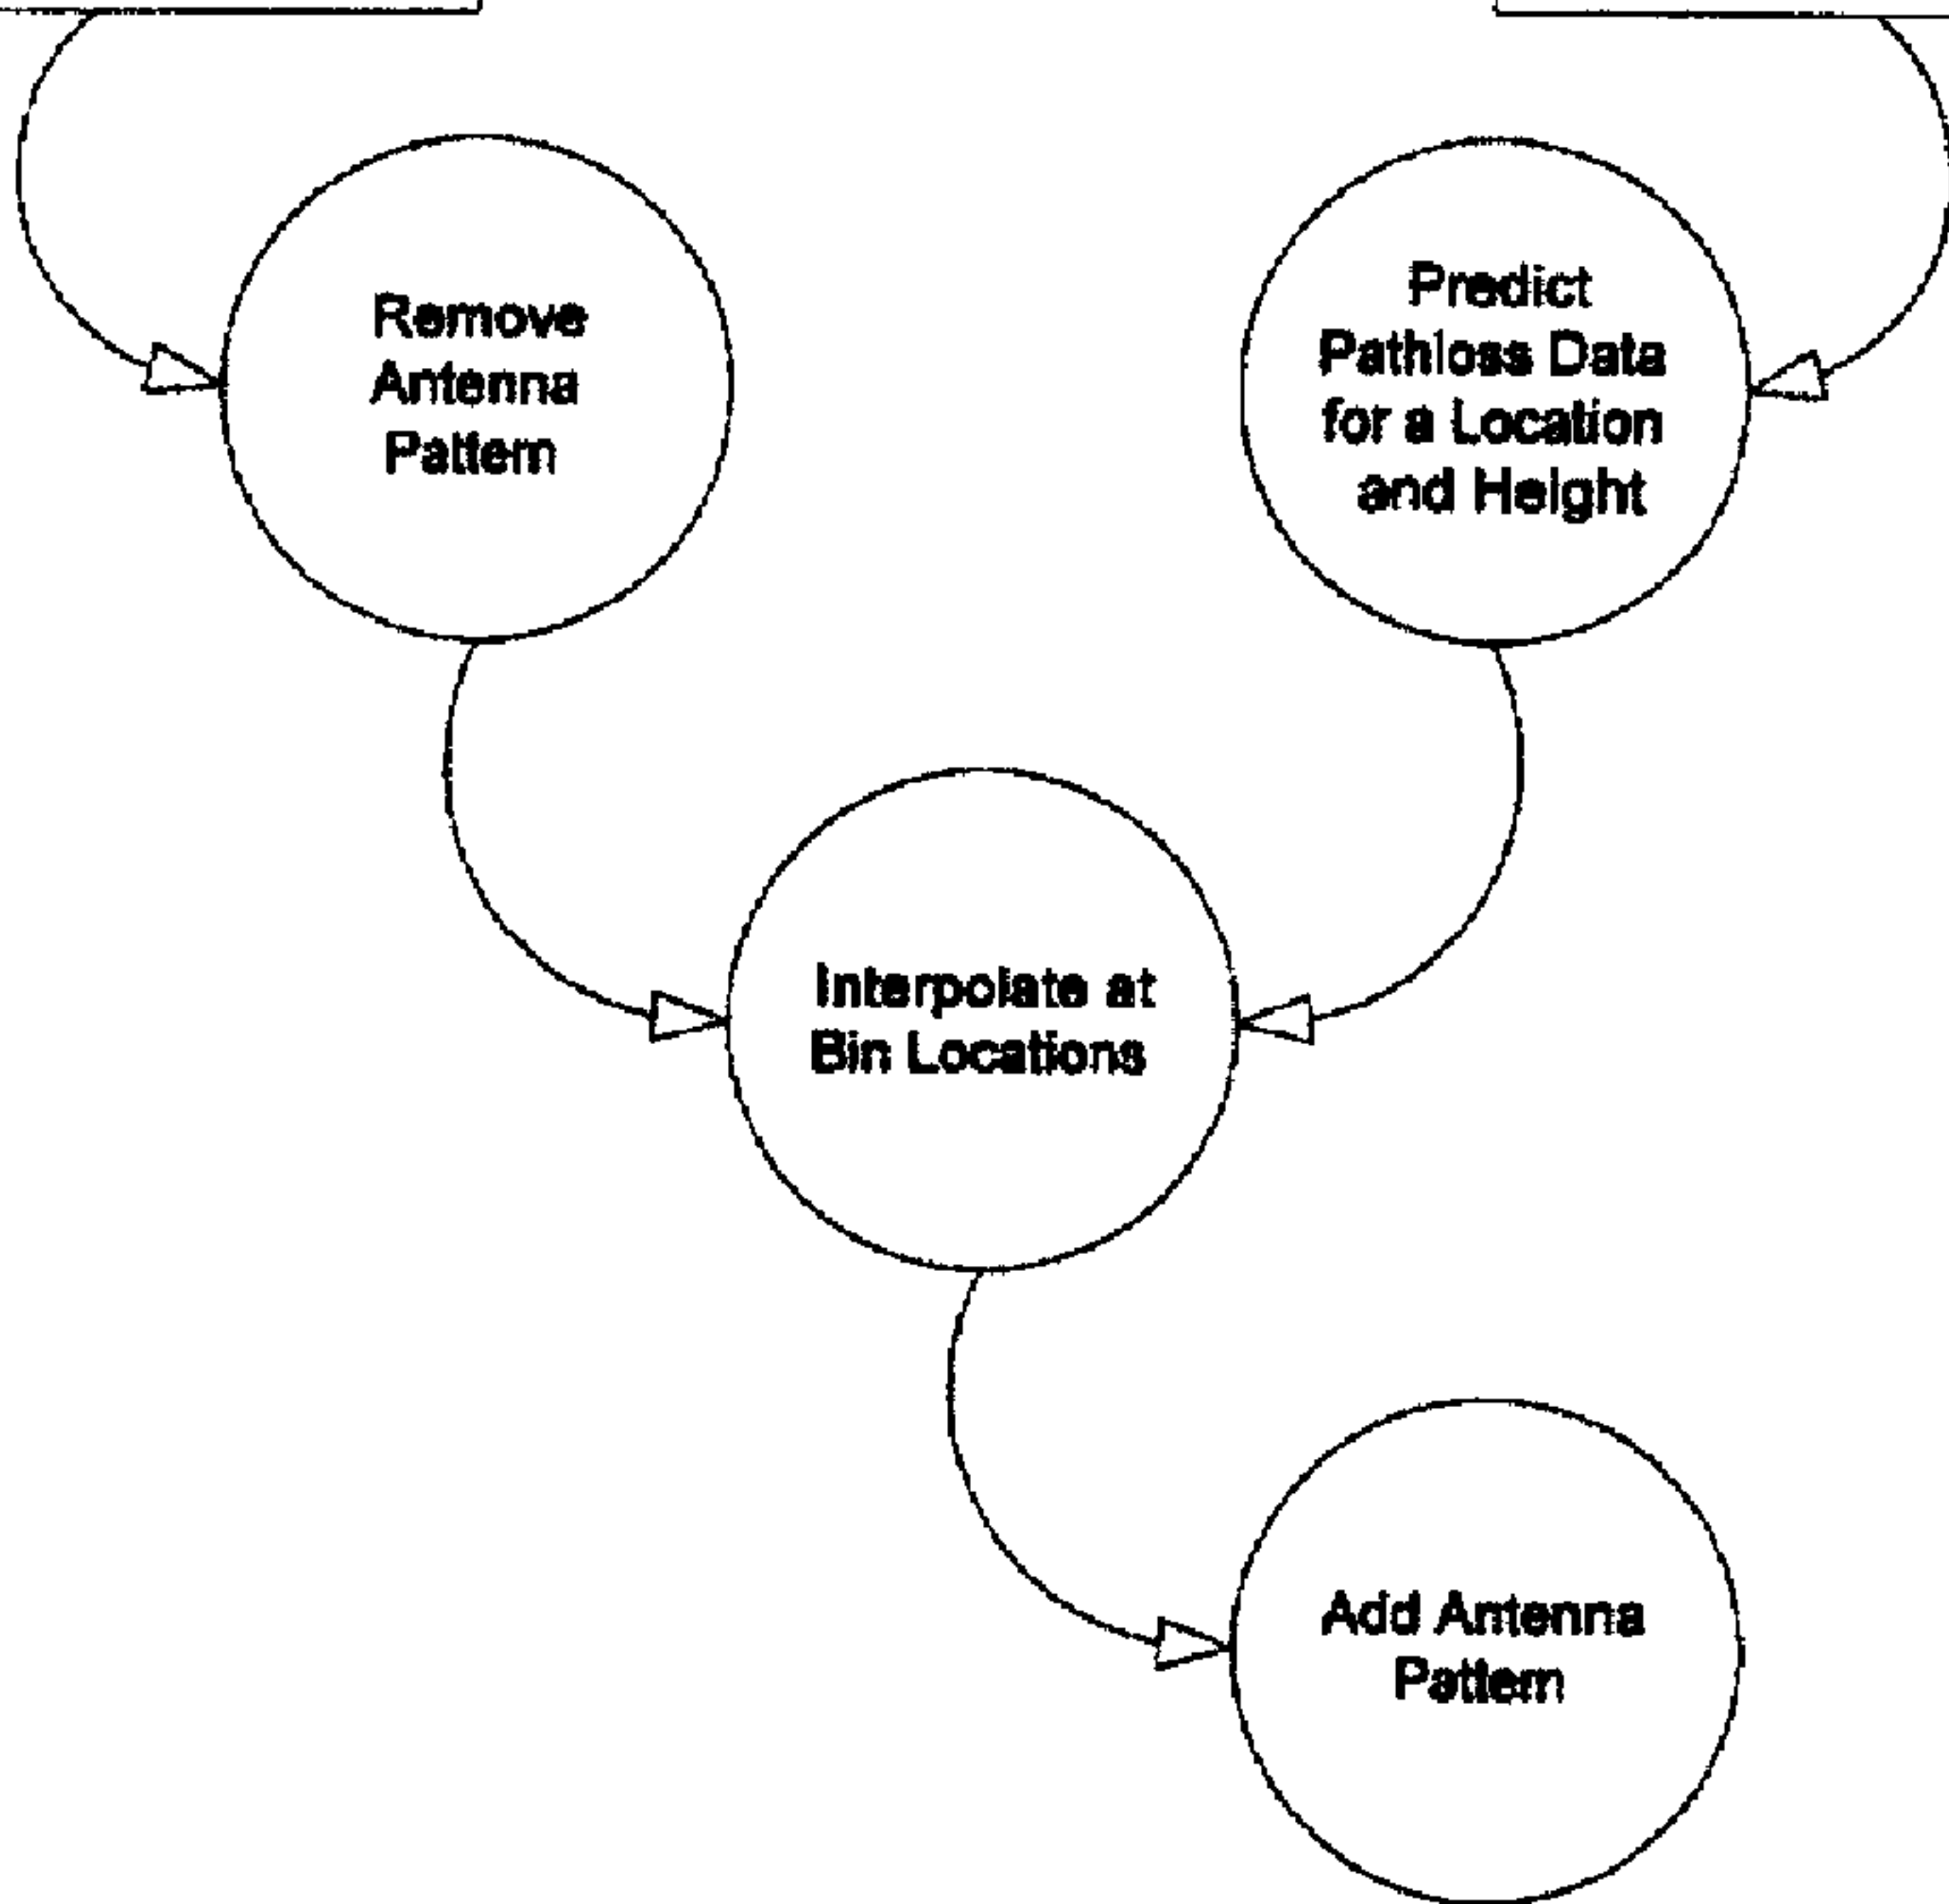 Remove
Antenna
Pattern
Predict
Pathloss Data
for a Location
and Height
Interpolate at
Bin Locations
Add Antenna
Pattern